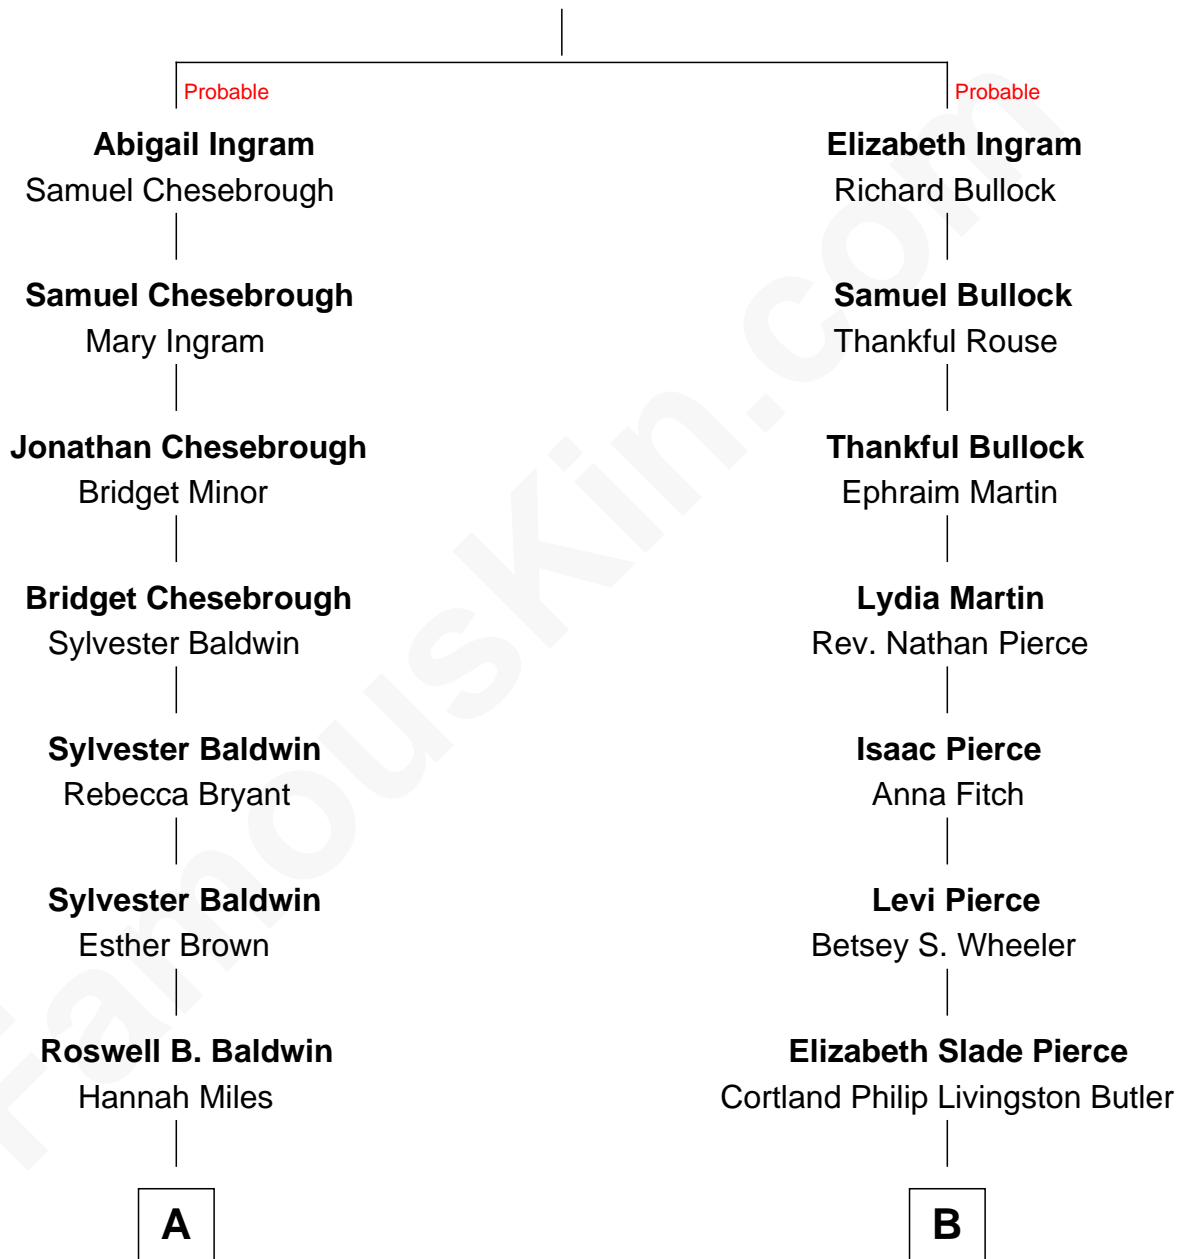 Probable
Abigail Ingram
Samuel Chesebrough
Samuel Chesebrough
Mary Ingram
Jonathan Chesebrough
Bridget Minor
Bridget Chesebrough
Sylvester Baldwin
Sylvester Baldwin
Rebecca Bryant
Sylvester Baldwin
Esther Brown
Roswell B. Baldwin
Hannah Miles
A
Probable
Elizabeth Ingram
Richard Bullock
Samuel Bullock
Thankful Rouse
Thankful Bullock
Ephraim Martin
Lydia Martin
Rev. Nathan Pierce
Isaac Pierce
Anna Fitch
Levi Pierce
Betsey S. Wheeler
Elizabeth Slade Pierce
Cortland Philip Livingston Butler
B
FamousKin.com